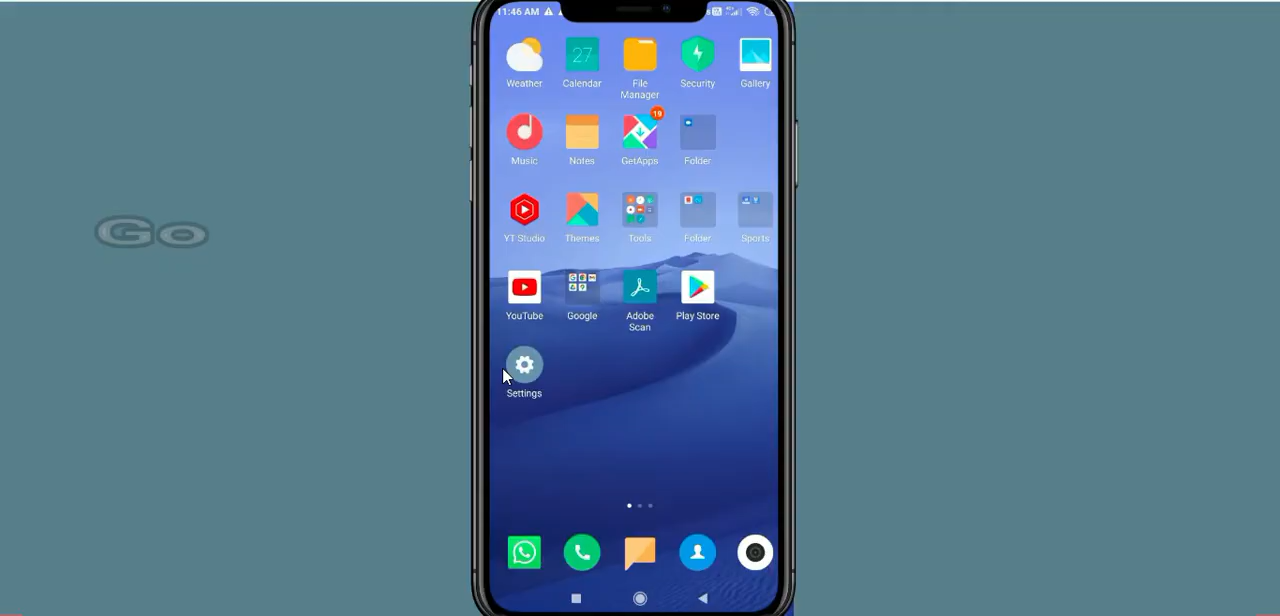 11:46 AM
Weather Calendar File Manager Security Gallery
27
19
Music Notes GetApps Folder
YT Studio Themes Tools Folder Sports
YouTube Google Adobe Scan Play Store
Settings
Go